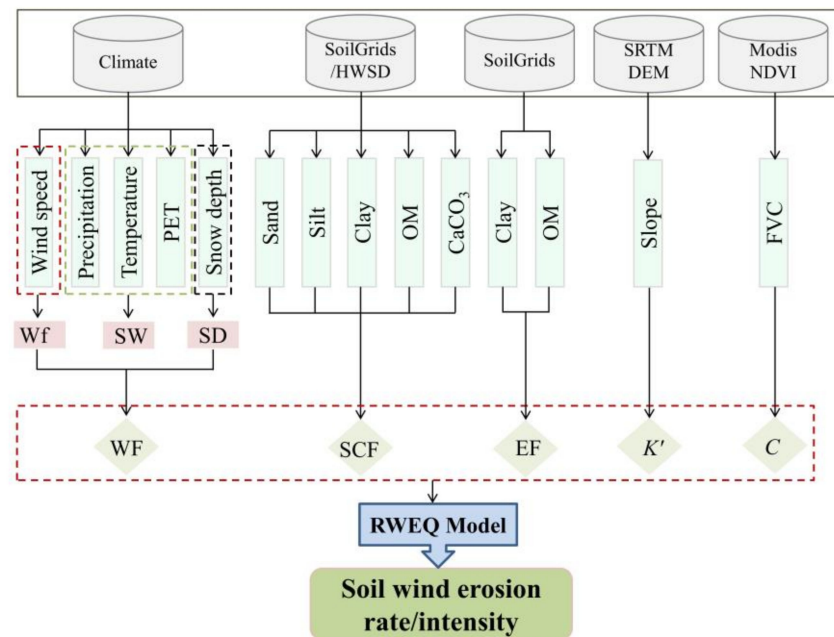 Climate
SoilGrids
/HWSD
SoilGrids
SRTM
DEM
Modis
NDVI
Wind speed
Precipitation
Temperature
PET
Snow depth
Sand
Silt
Clay
OM
CaCO₃
Clay
OM
Slope
FVC
Wf
SW
SD
WF
SCF
EF
K'
C
RWEQ Model
Soil wind erosion
rate/intensity